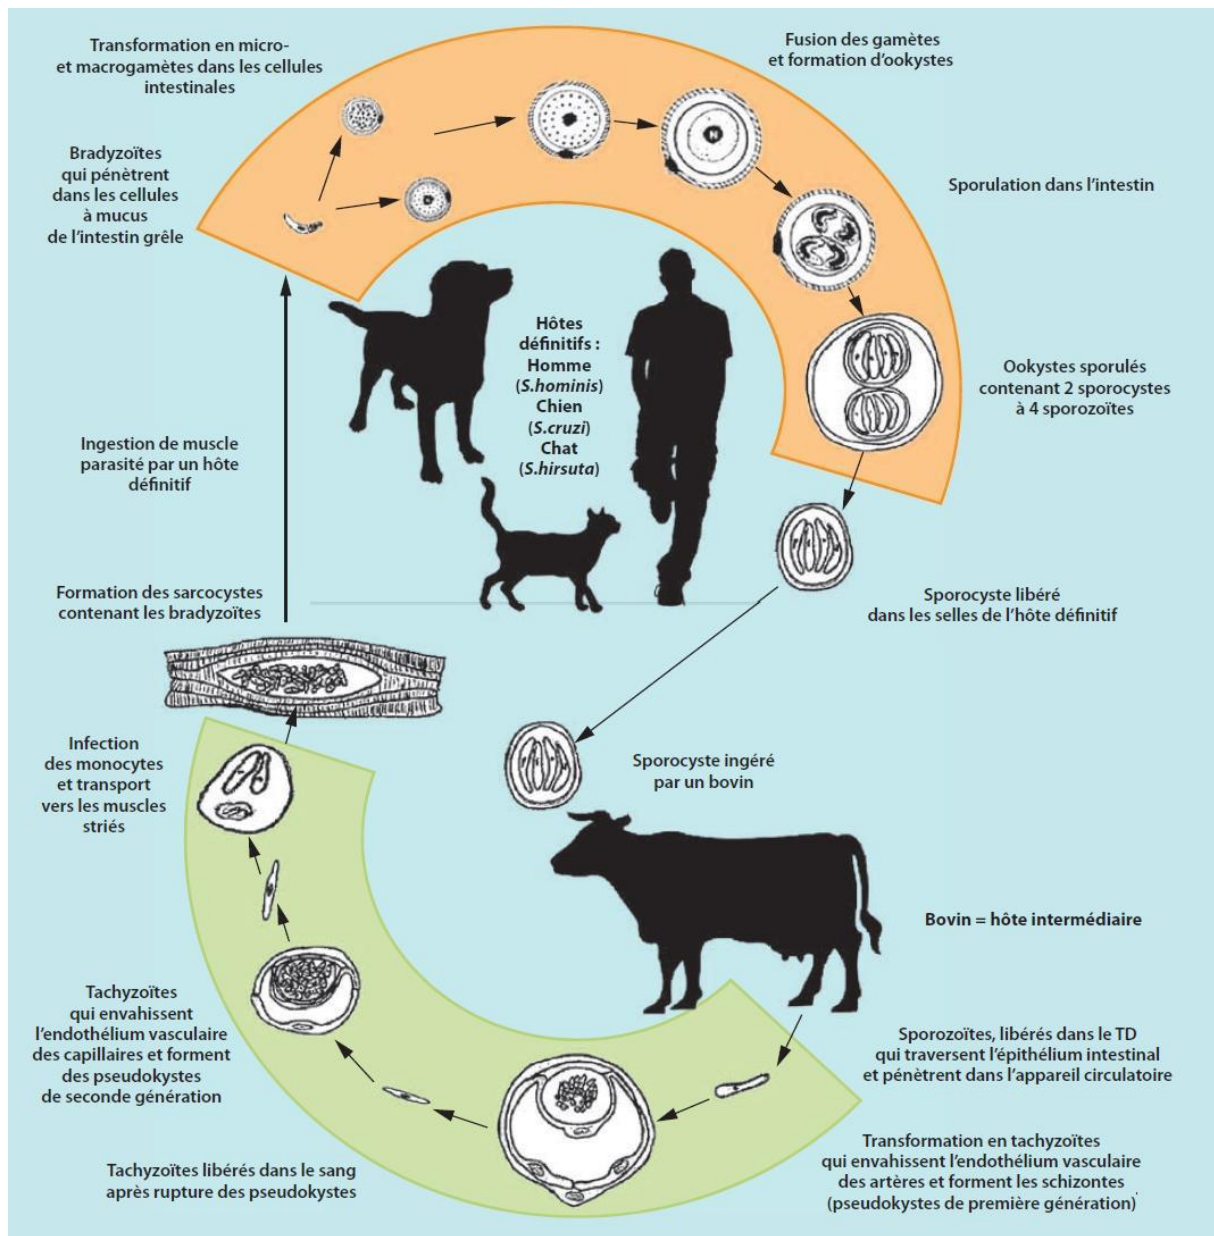 Transformation en micro-
et macrogamètes dans les cellules
intestinales
Fusion des gamètes
et formation d'ookystes
Bradyzoïtes
qui pénètrent
dans les cellules
à mucus
de l'intestin grêle
Sporulation dans l'intestin
Hôtes
définitifs :
Homme
(S.hominis)
Chien
(S.cruzi)
Chat
(S.hirsuta)
Ookystes sporulés
contenant 2 sporocystes
à 4 sporozoïtes
Ingestion de muscle
parasité par un hôte
définitif
Formation des sarcocystes
contenant les bradyzoïtes
Sporocyste libéré
dans les selles de l'hôte définitif
Infection
des monocytes
et transport
vers les muscles
striés
Sporocyste ingéré
par un bovin
Bovin = hôte intermédiaire
Tachyzoïtes
qui envahissent
l'endothélium vasculaire
des capillaires et forment
des pseudokystes
de seconde génération
Sporozoïtes, libérés dans le TD
qui traversent l'épithélium intestinal
et pénètrent dans l'appareil circulatoire
Tachyzoïtes libérés dans le sang
après rupture des pseudokystes
Transformation en tachyzoïtes
qui envahissent l'endothélium vasculaire
des artères et forment les schizontes
(pseudokystes de première génération)